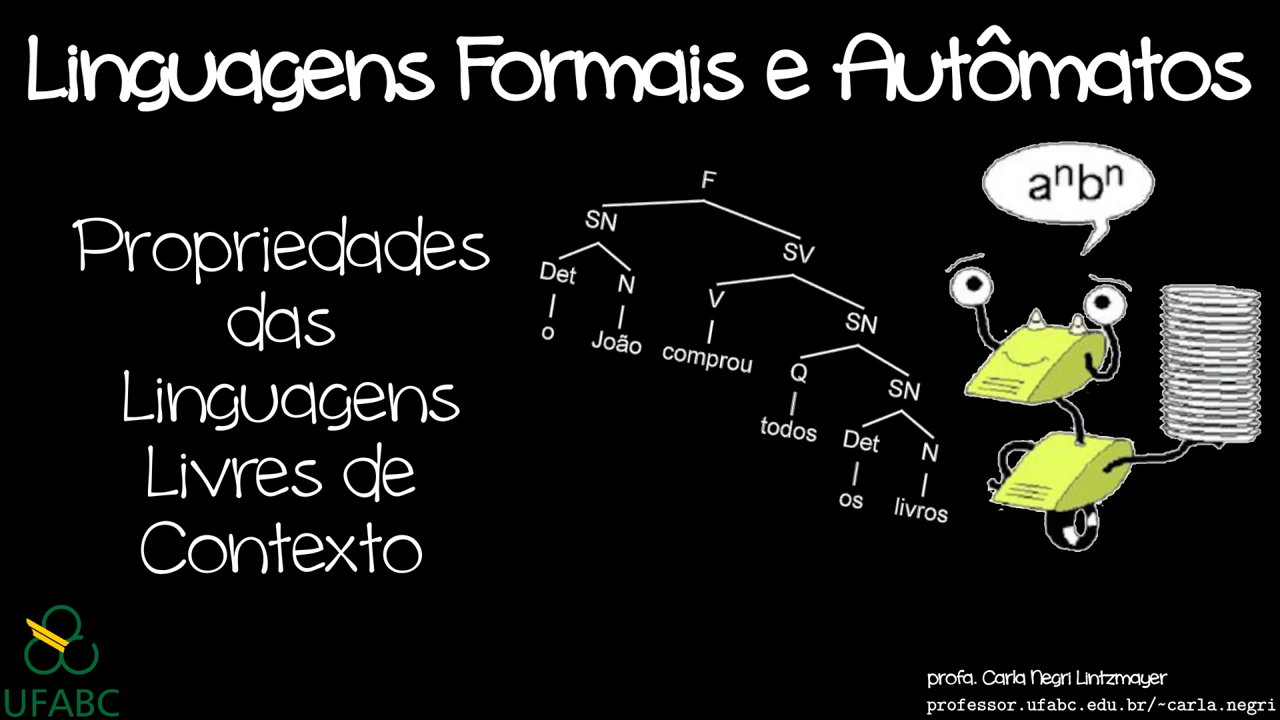 Linguagens Formais e Autômatos
Propriedades
das
Linguagens
Livres de
Contexto
F
SN
SV
Det
N
V
SN
o
João
comprou
Q
SN
todos
Det
N
os
livros
aⁿbⁿ
UFABC
profa. Carla Negri Lintzmayer
professor.ufabc.edu.br/~carla.negri